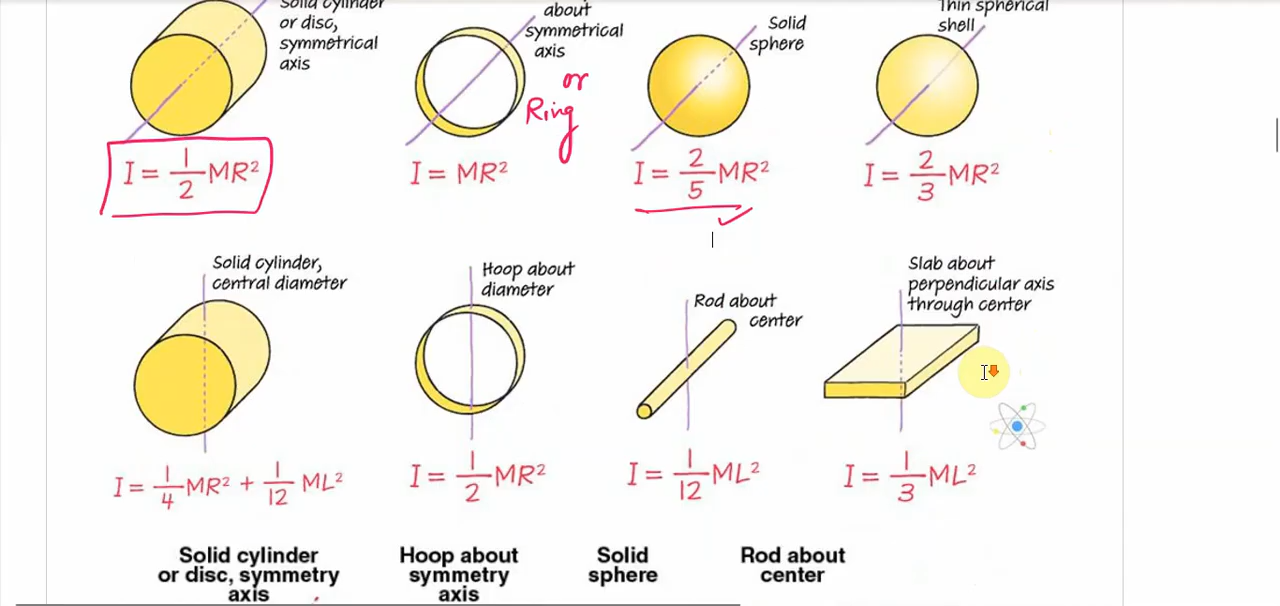 Solid cylinder
or disc,
symmetrical
axis
I = 1/2 MR²
about
symmetrical
axis
or
Ring
I = MR²
Solid
sphere
I = 2/5 MR²
Thin spherical
shell
I = 2/3 MR²
Solid cylinder,
central diameter
I = 1/4 MR² + 1/12 ML²
Hoop about
diameter
I = 1/2 MR²
Rod about
center
I = 1/12 ML²
Slab about
perpendicular axis
through center
I = 1/3 ML²
Solid cylinder
or disc, symmetry
axis
Hoop about
symmetry
axis
Solid
sphere
Rod about
center